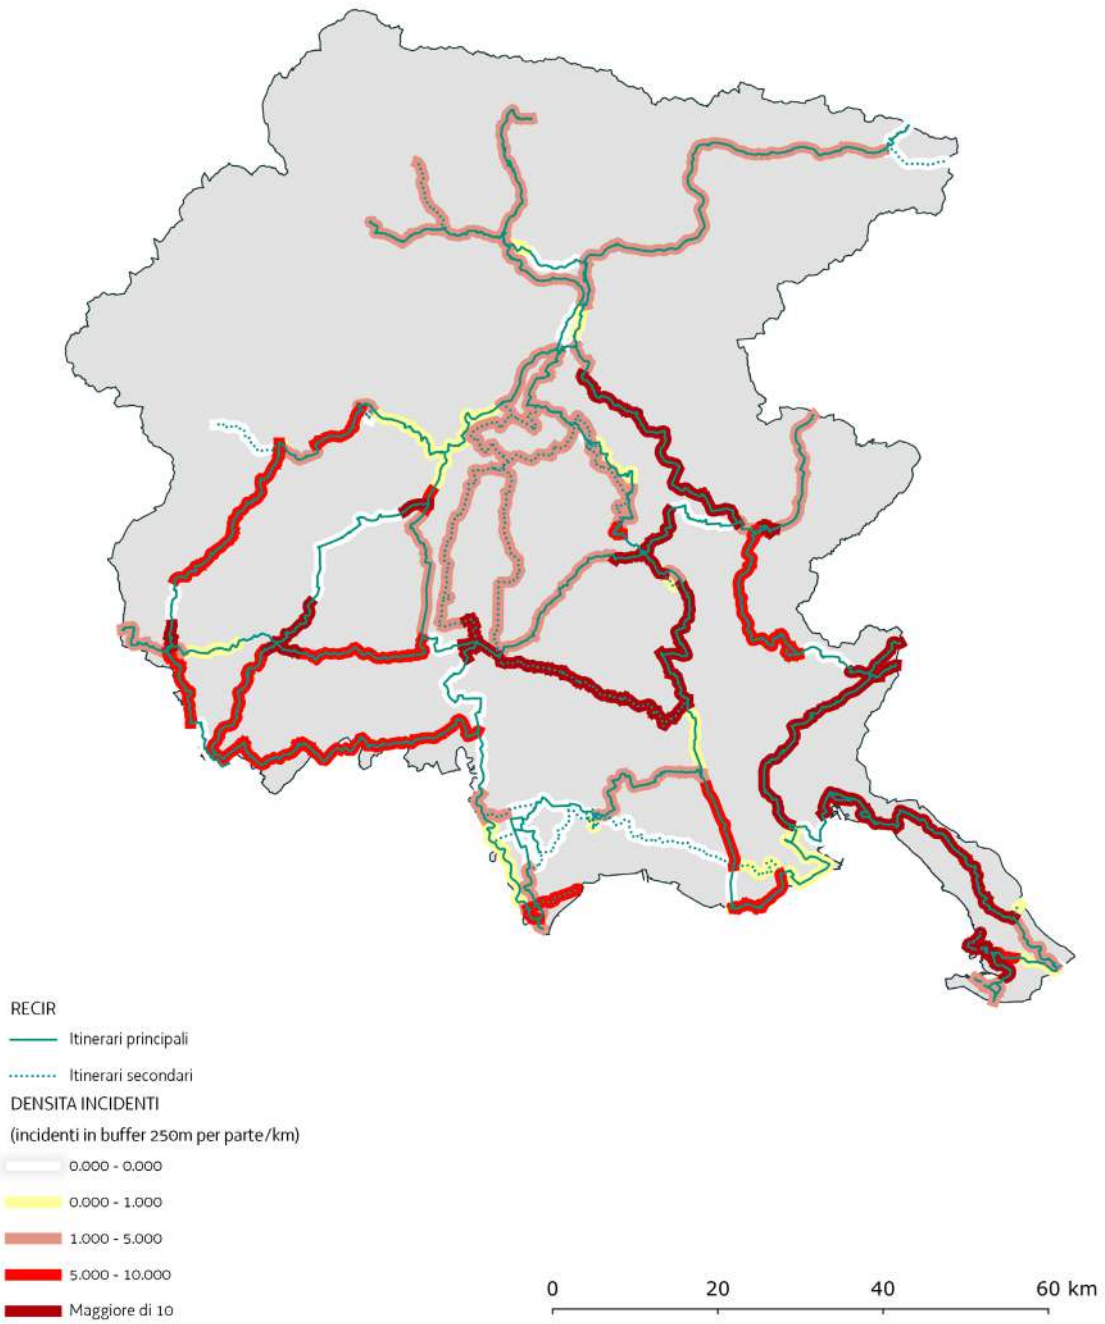 RECIR
Itinerari principali
Itinerari secondari
DENSITA INCIDENTI
(incidenti in buffer 250m per parte/km)
0.000 - 0.000
0.000 - 1.000
1.000 - 5.000
5.000 - 10.000
Maggiore di 10
0 20 40 60 km